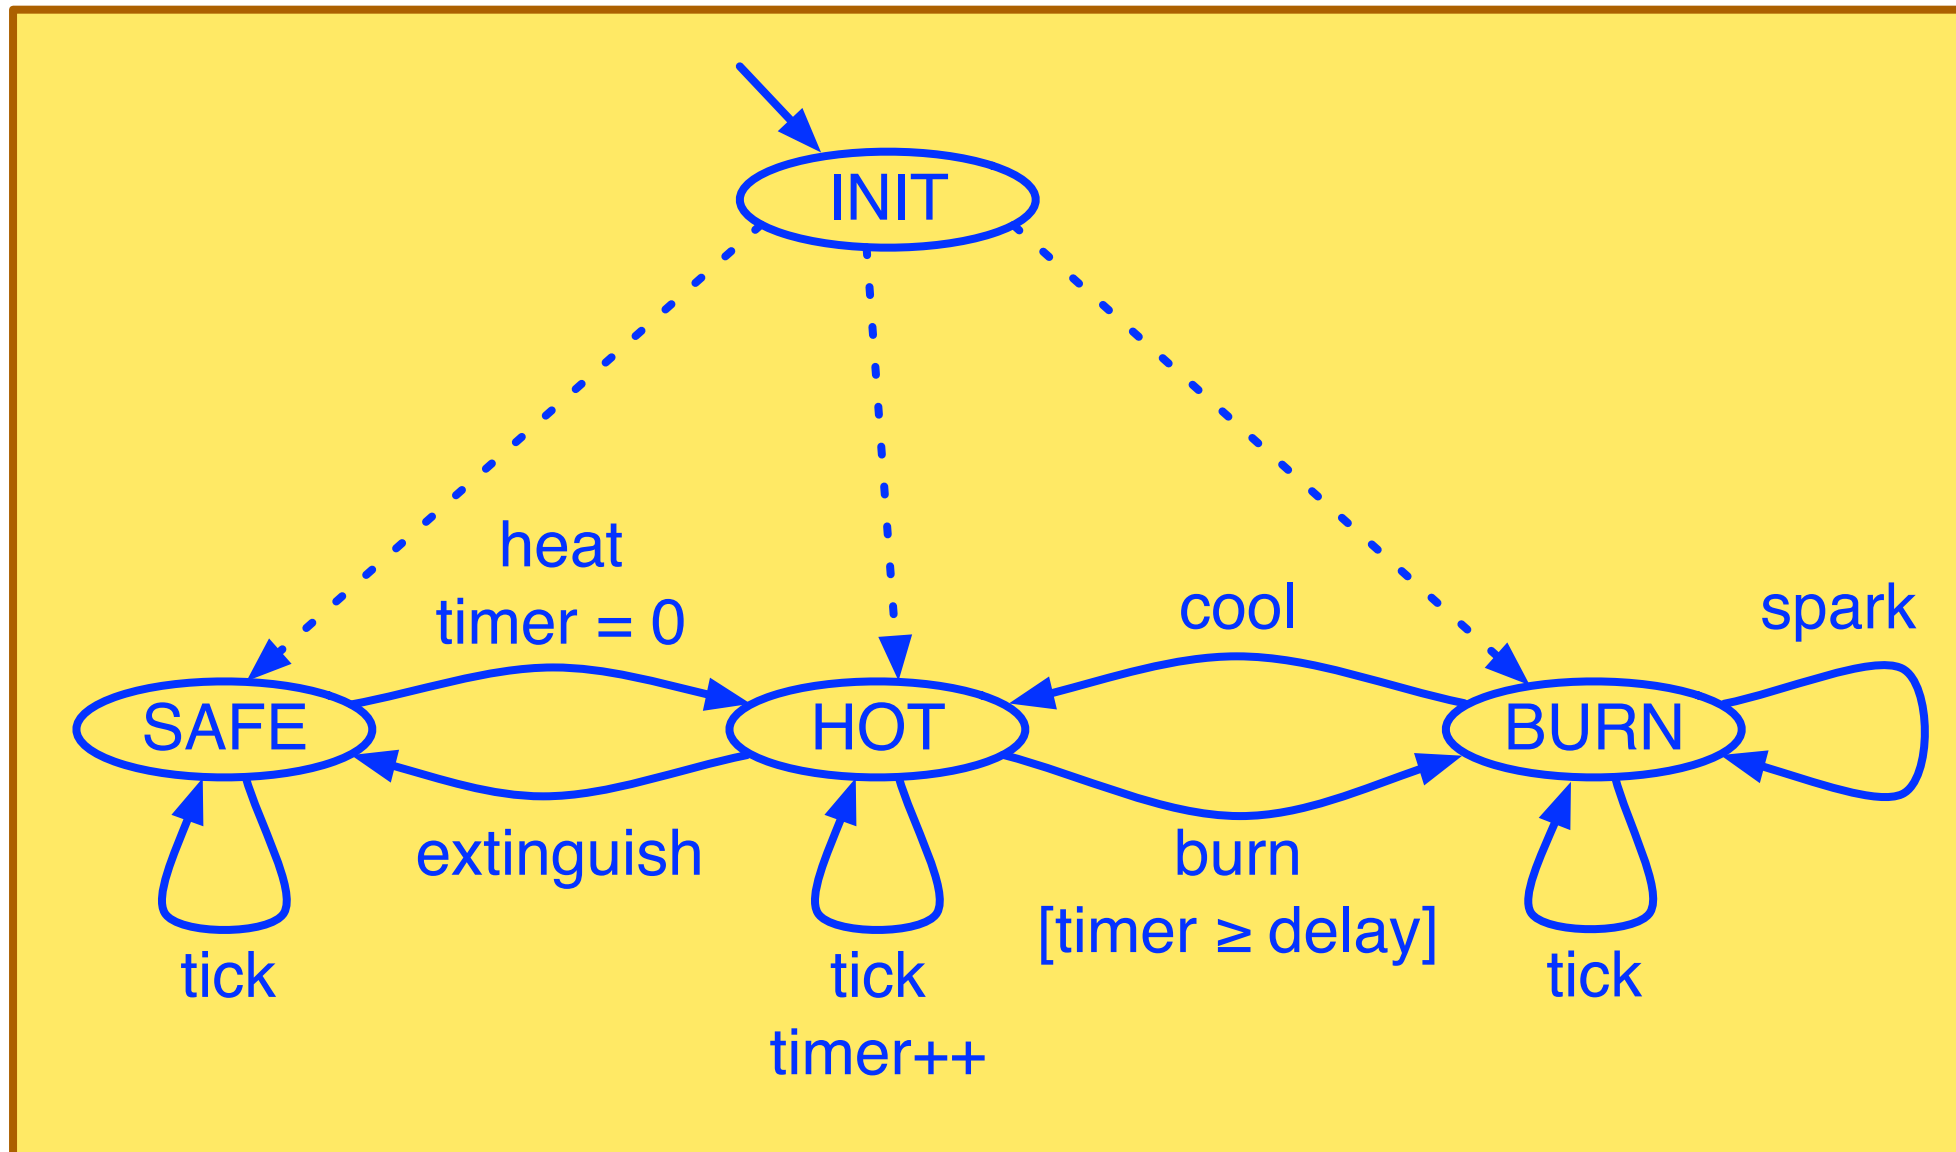 INIT
heat
timer = 0
cool
spark
SAFE
HOT
BURN
extinguish
burn
[timer ≥ delay]
tick
tick
timer++
tick